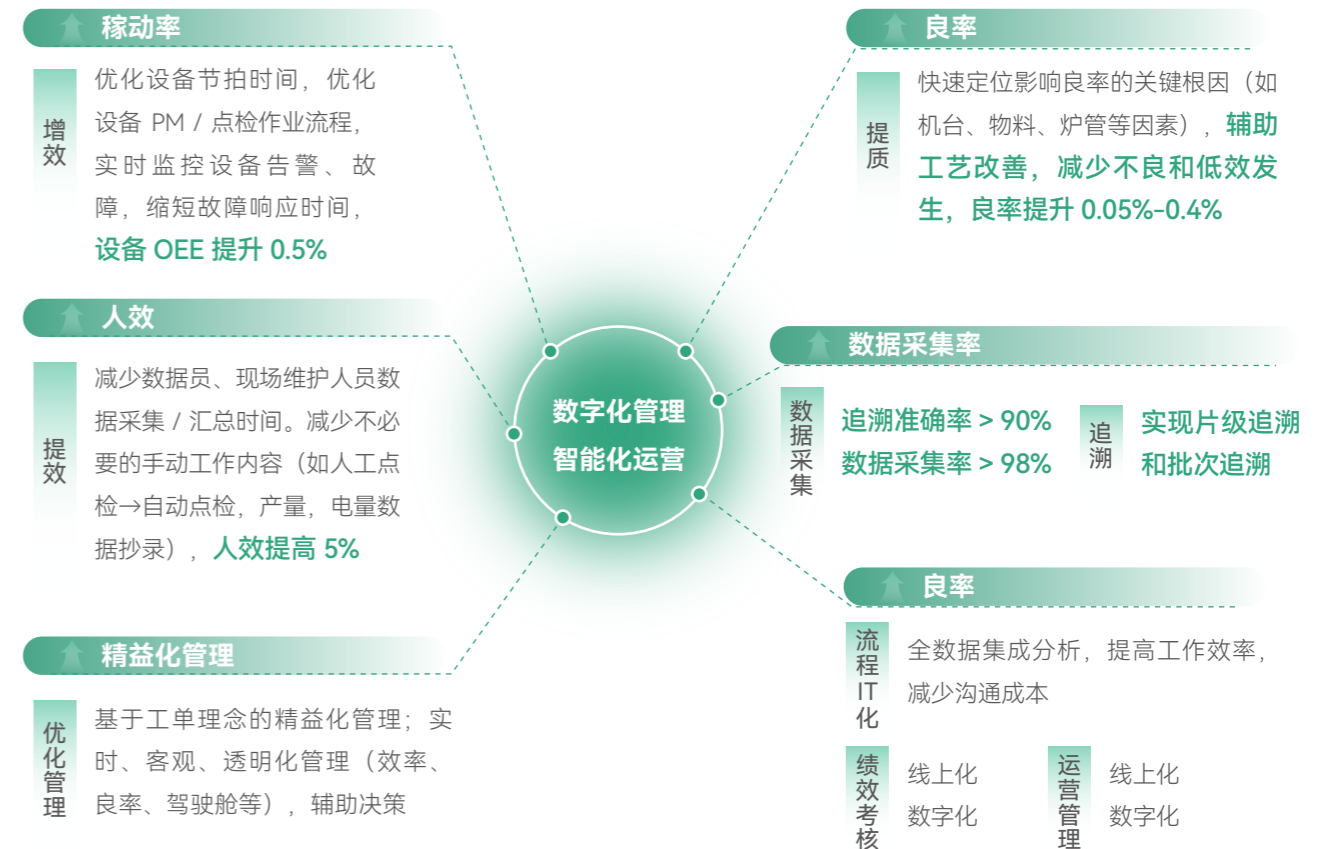 稼动率
增效
优化设备节拍时间，优化
设备 PM / 点检作业流程，
实时监控设备告警、故
障，缩短故障响应时间，
设备 OEE 提升 0.5%
人效
提效
减少数据员、现场维护人员数
据采集 / 汇总时间。减少不必
要的手动工作内容（如人工点
检→自动点检，产量，电量数
据抄录），人效提高 5%
精益化管理
优化管理
基于工单理念的精益化管理；实
时、客观、透明化管理（效率、
良率、驾驶舱等），辅助决策
数字化管理
智能化运营
良率
提质
快速定位影响良率的关键根因（如
机台、物料、炉管等因素），辅助
工艺改善，减少不良和低效发
生，良率提升 0.05%-0.4%
数据采集率
数据采集
追溯准确率 > 90%
数据采集率 > 98%
追溯
实现片级追溯
和批次追溯
良率
流程IT化
全数据集成分析，提高工作效率，
减少沟通成本
绩效考核
线上化
数字化
运营管理
线上化
数字化